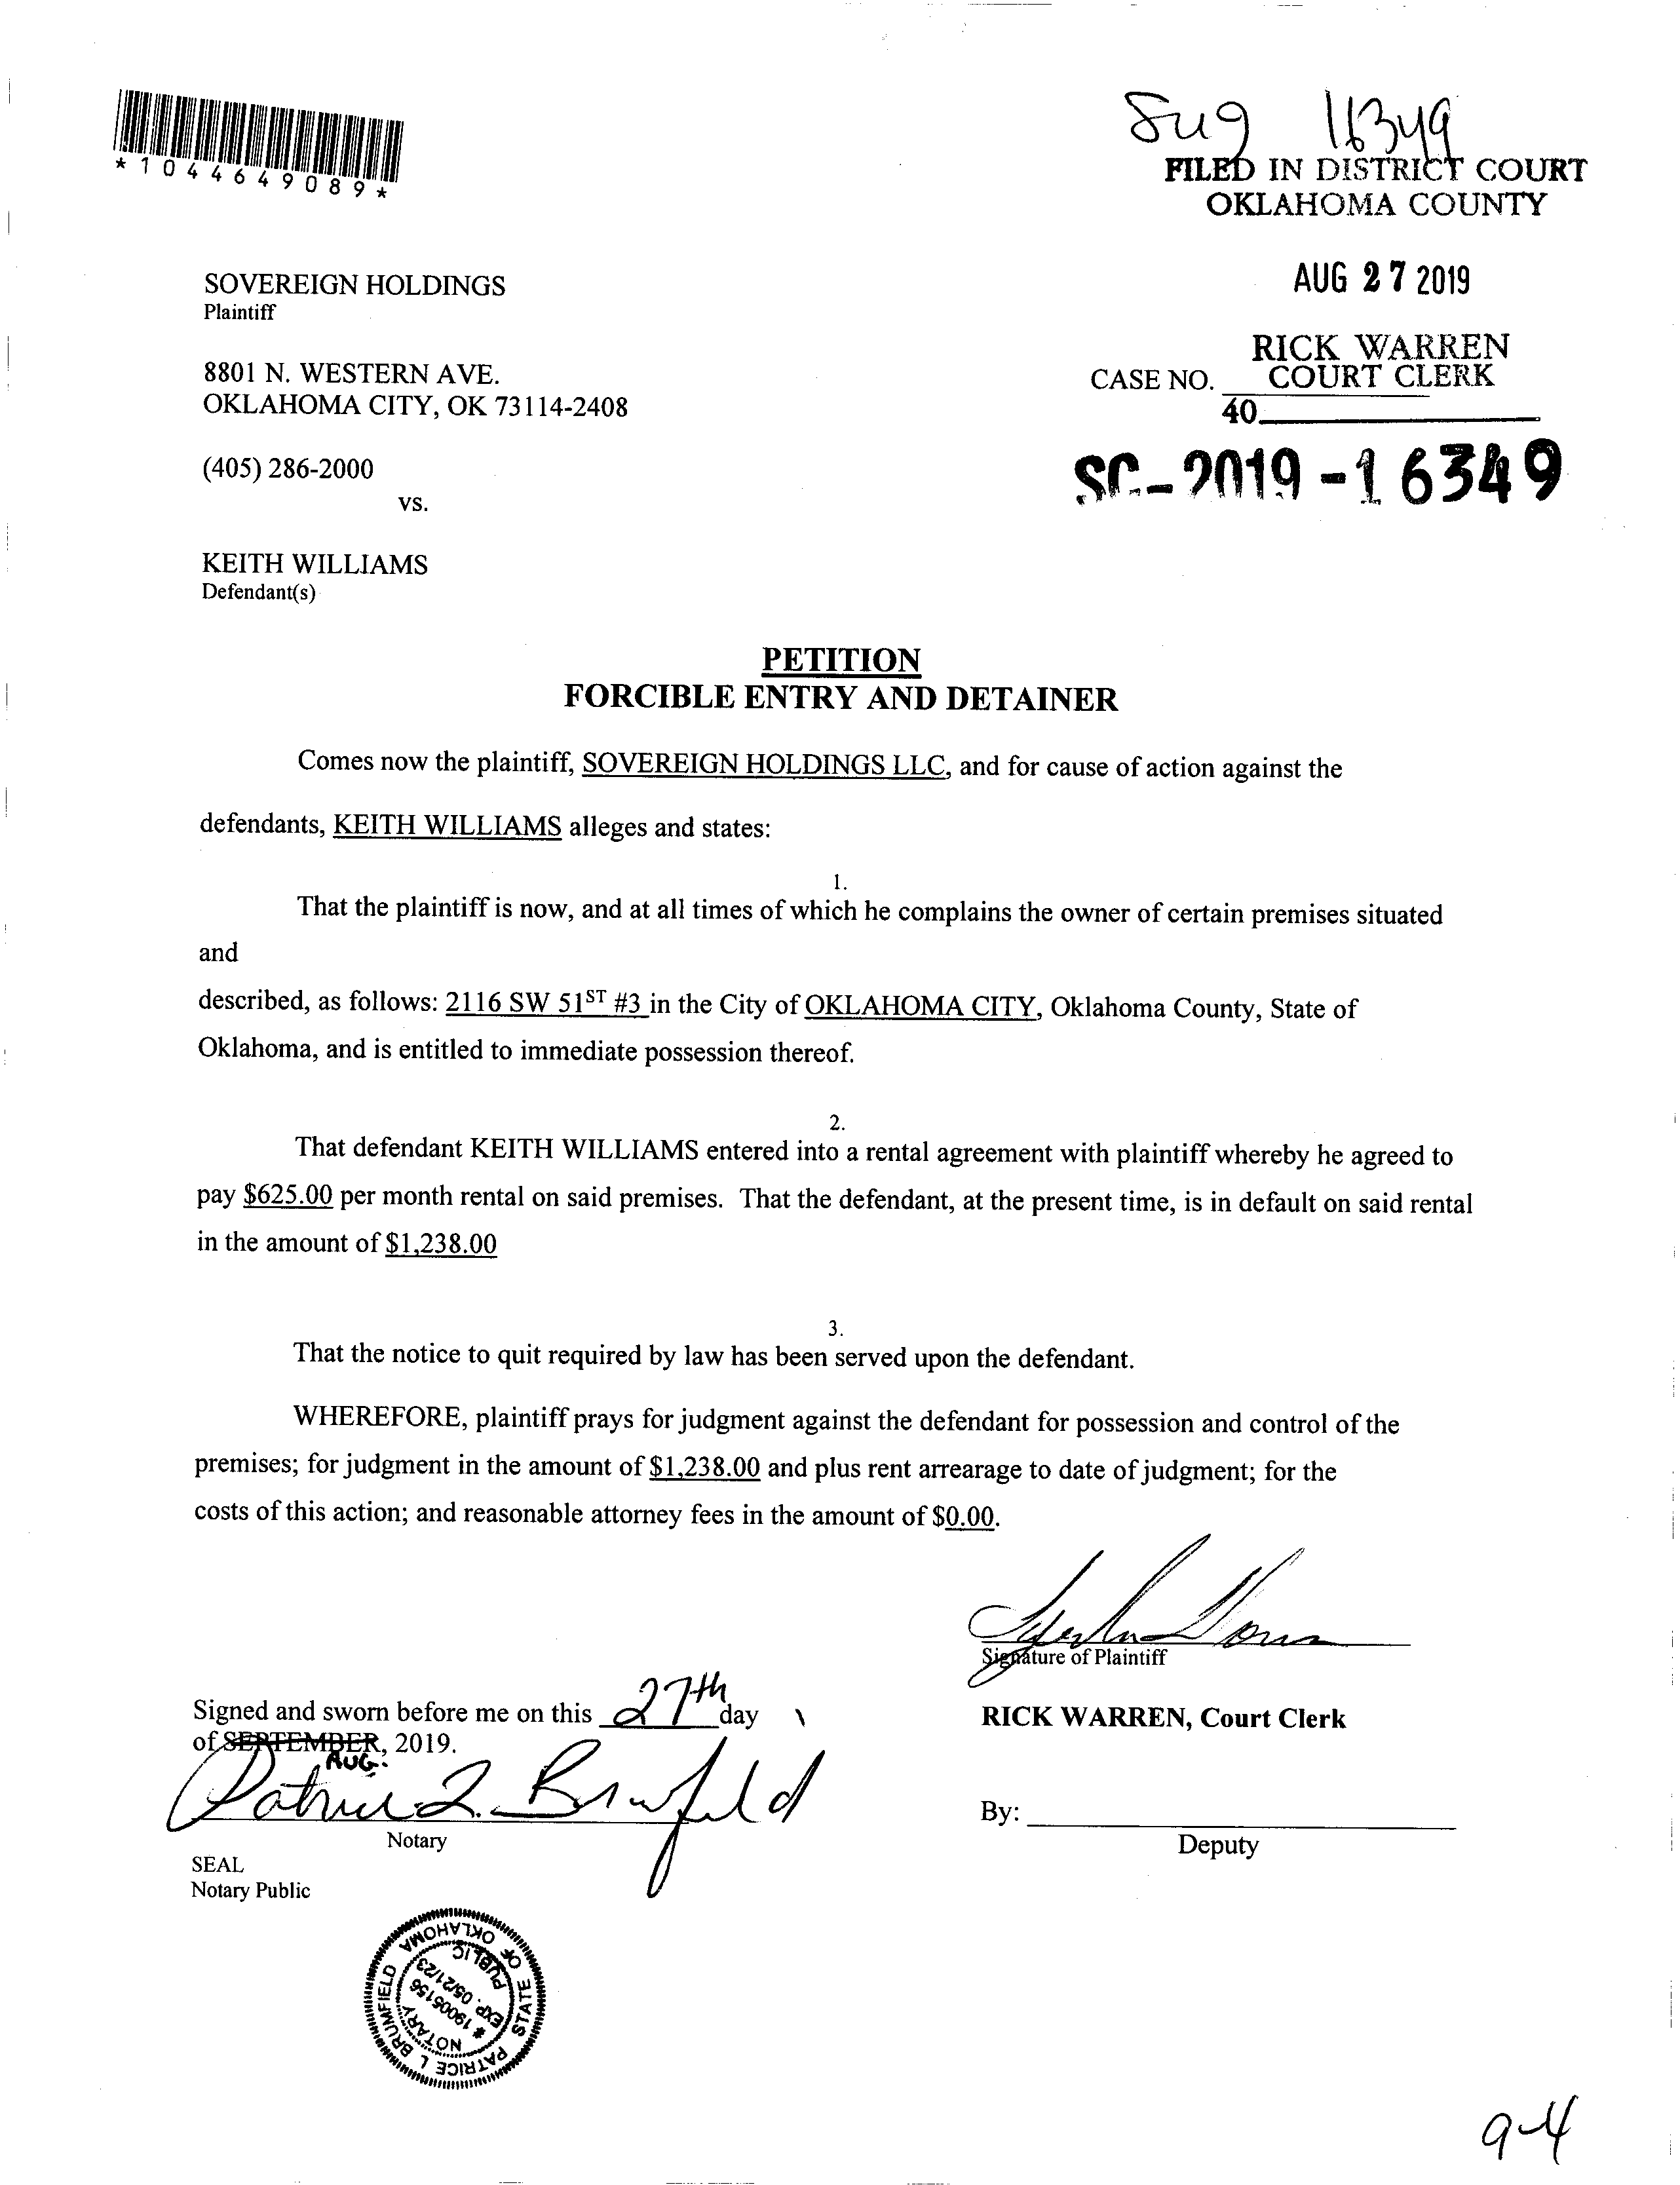 *1044649089*
16349
FILED IN DISTRICT COURT
OKLAHOMA COUNTY
AUG 27 2019
RICK WARREN
COURT CLERK
40
SOVEREIGN HOLDINGS
Plaintiff
8801 N. WESTERN AVE.
OKLAHOMA CITY, OK 73114-2408
CASE NO.
SC-2019-16349
(405) 286-2000
VS.
KEITH WILLIAMS
Defendant(s)
PETITION
FORCIBLE ENTRY AND DETAINER
Comes now the plaintiff, SOVEREIGN HOLDINGS LLC, and for cause of action against the
defendants, KEITH WILLIAMS alleges and states:
1.
That the plaintiff is now, and at all times of which he complains the owner of certain premises situated
and
described, as follows: 2116 SW 51ST #3 in the City of OKLAHOMA CITY, Oklahoma County, State of
Oklahoma, and is entitled to immediate possession thereof.
2.
That defendant KEITH WILLIAMS entered into a rental agreement with plaintiff whereby he agreed to
pay $625.00 per month rental on said premises. That the defendant, at the present time, is in default on said rental
in the amount of $1,238.00
3.
That the notice to quit required by law has been served upon the defendant.
WHEREFORE, plaintiff prays for judgment against the defendant for possession and control of the
premises; for judgment in the amount of $1,238.00 and plus rent arrearage to date of judgment; for the
costs of this action; and reasonable attorney fees in the amount of $0.00.
Signature of Plaintiff
Signed and sworn before me on this 27th day
of SEPTEMBER, 2019.
AUG.
Patrice L. Brumfield
Notary
SEAL
Notary Public
RICK WARREN, Court Clerk
By:
Deputy
PATRICE L BRUMFIELD
STATE OF OKLAHOMA
NOTARY PUBLIC
# 19005156
EXP. 05/21/23
9-4